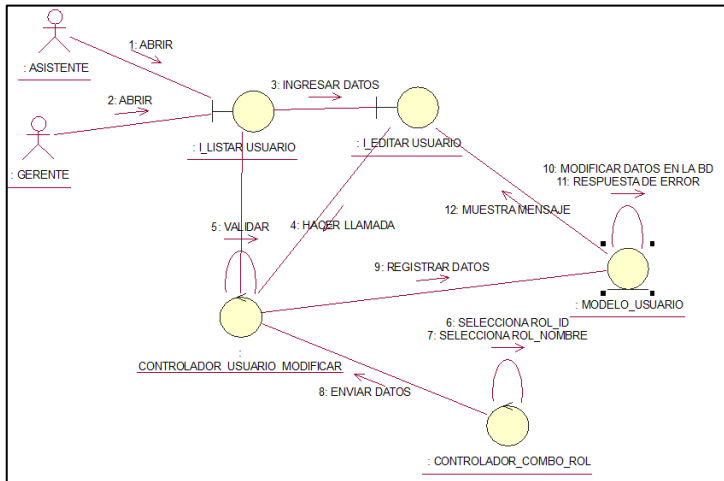 1: ABRIR
: ASISTENTE
2: ABRIR
: GERENTE
3: INGRESAR DATOS
: I_LISTAR USUARIO
: I_EDITAR USUARIO
10: MODIFICAR DATOS EN LA BD
11: RESPUESTA DE ERROR
5: VALIDAR
4: HACER LLAMADA
12: MUESTRA MENSAJE
9: REGISTRAR DATOS
: MODELO_USUARIO
6: SELECCIONA ROL_ID
7: SELECCIONA ROL_NOMBRE
:
CONTROLADOR_USUARIO_MODIFICAR
8: ENVIAR DATOS
: CONTROLADOR_COMBO_ROL